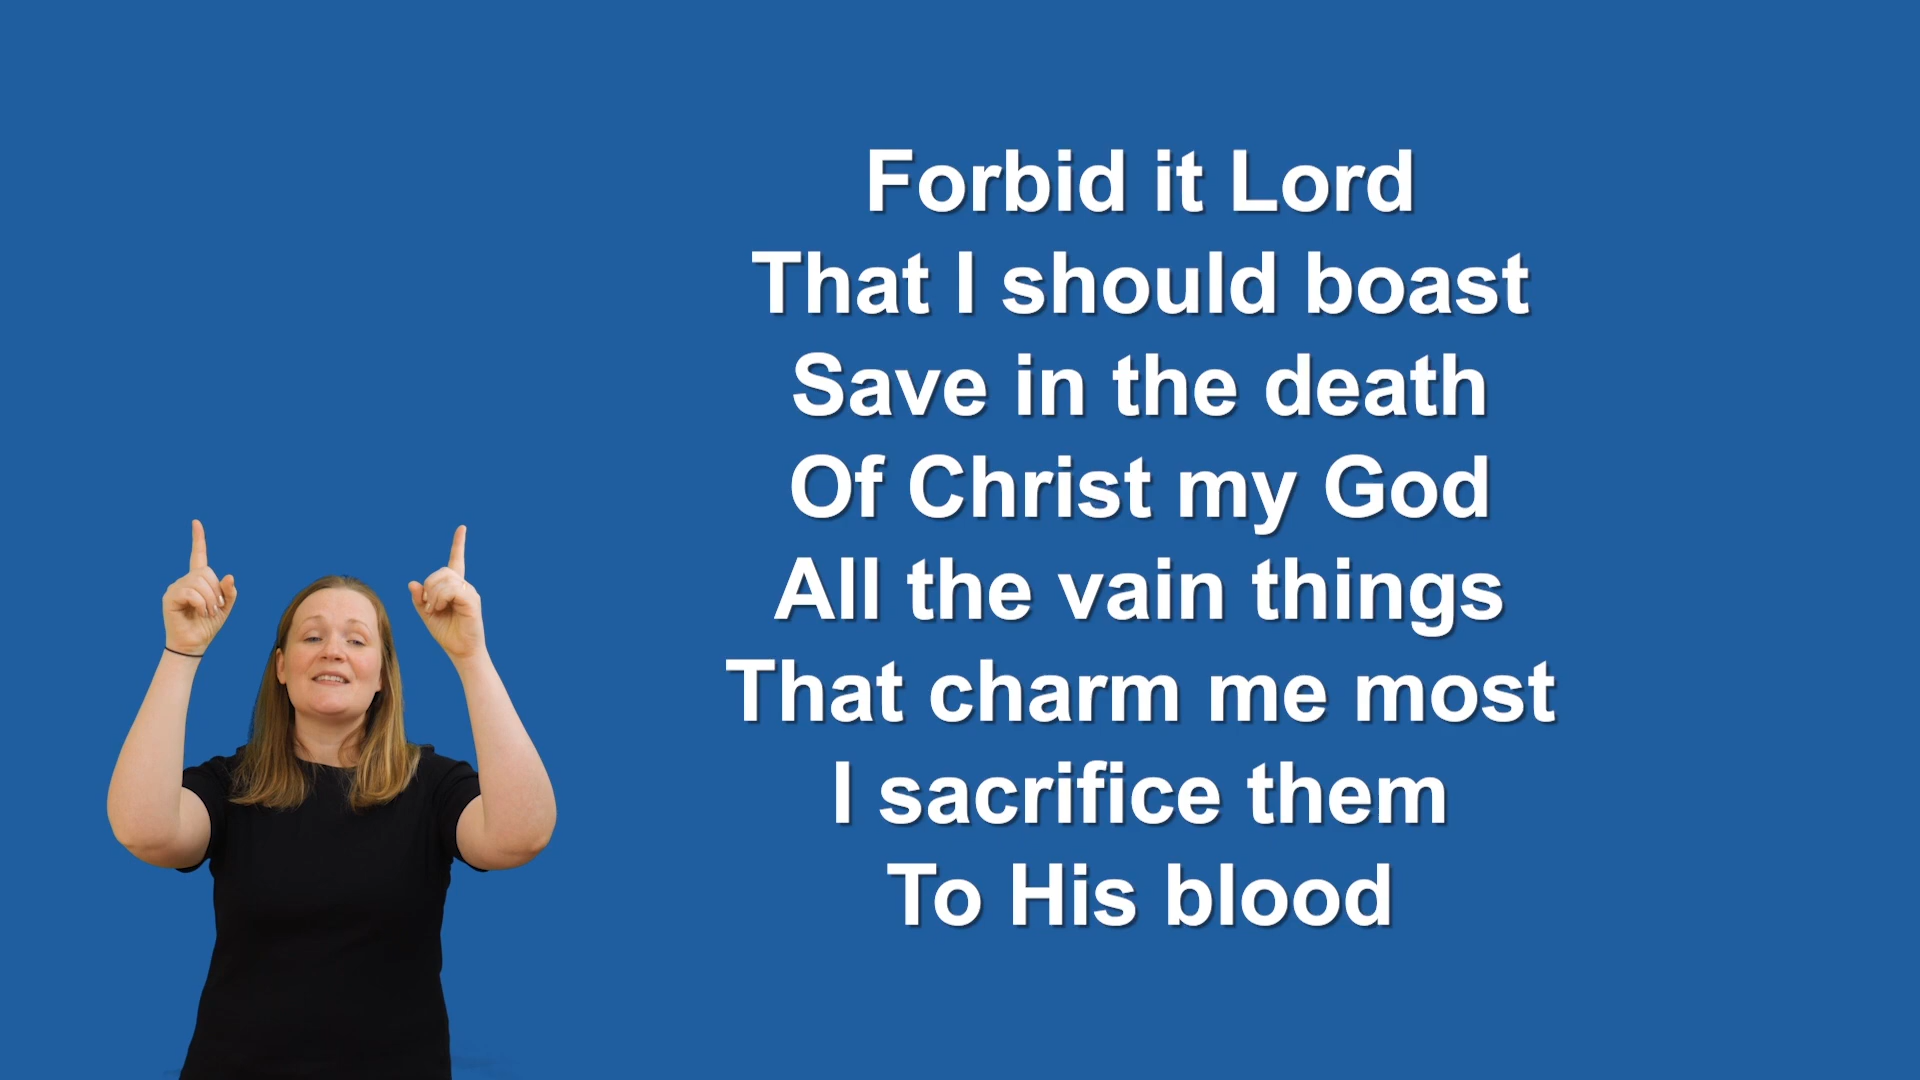 Forbid it Lord
That I should boast
Save in the death
Of Christ my God
All the vain things
That charm me most
I sacrifice them
To His blood